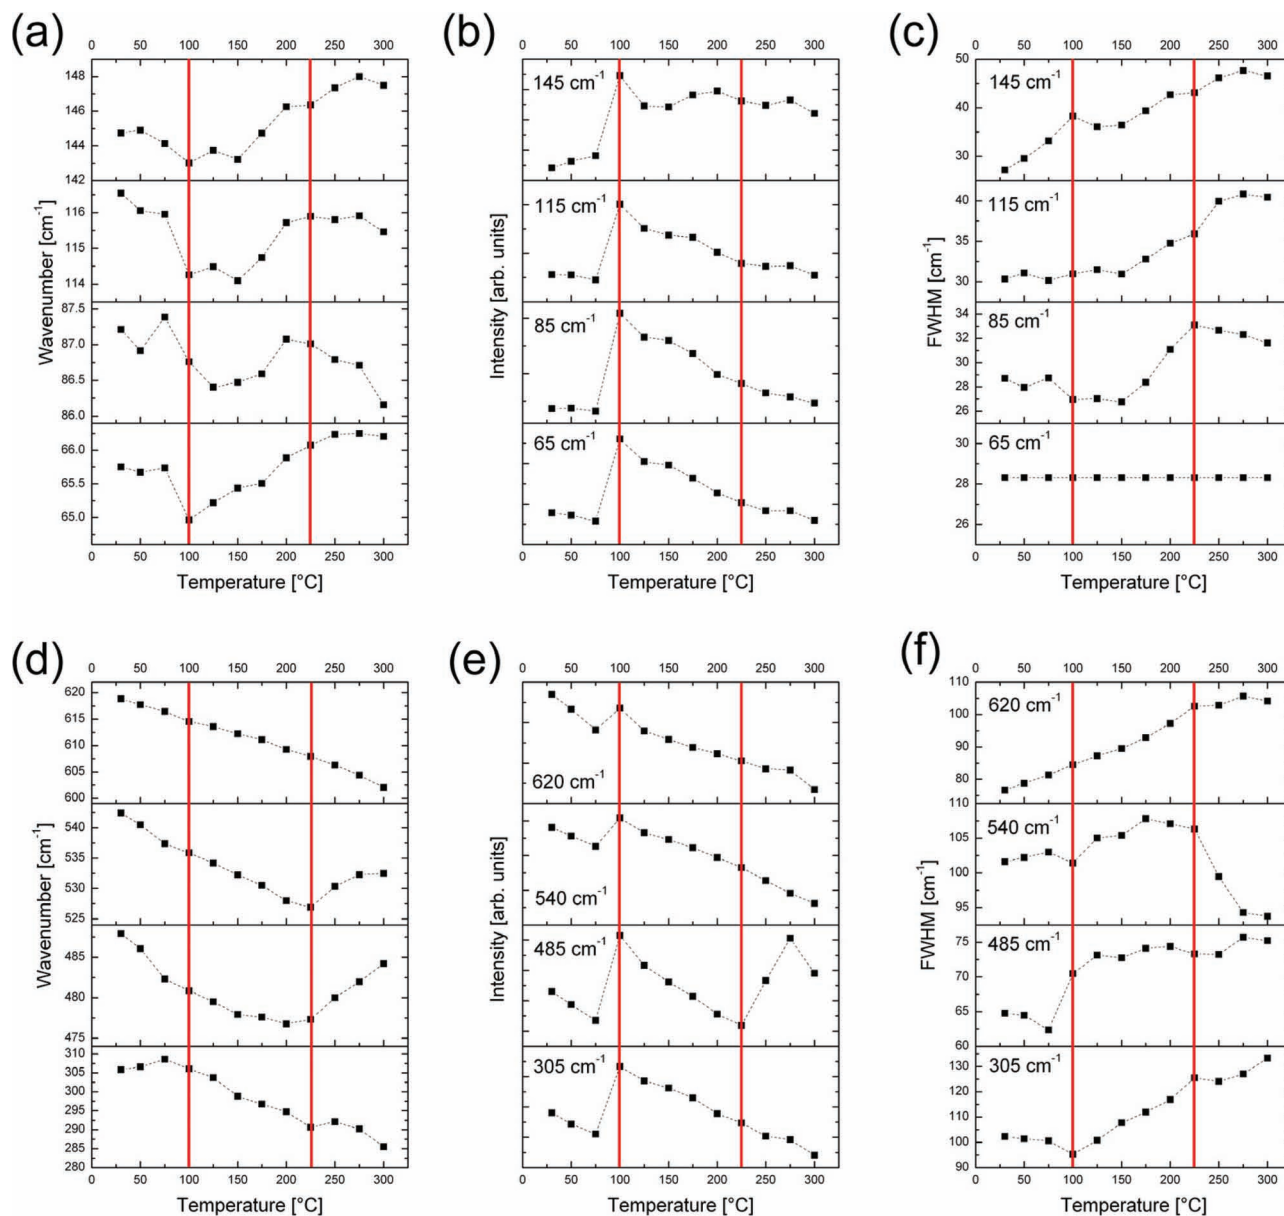 (a)
0 50 100 150 200 250 300
148
146
144
142
116
114
87.5
87.0
86.5
86.0
66.0
65.5
65.0
Wavenumber [cm⁻¹]
0 50 100 150 200 250 300
Temperature [°C]
(b)
0 50 100 150 200 250 300
145 cm⁻¹
115 cm⁻¹
85 cm⁻¹
65 cm⁻¹
Intensity [arb. units]
0 50 100 150 200 250 300
Temperature [°C]
(c)
0 50 100 150 200 250 300
50
145 cm⁻¹
40
30
40
115 cm⁻¹
35
30
34
85 cm⁻¹
32
30
28
26
65 cm⁻¹
30
28
26
FWHM [cm⁻¹]
0 50 100 150 200 250 300
Temperature [°C]
(d)
0 50 100 150 200 250 300
620
615
610
605
600
540
535
530
525
485
480
475
310
305
300
295
290
285
280
Wavenumber [cm⁻¹]
Wavenumber [cm⁻¹]
0 50 100 150 200 250 300
Temperature [°C]
(e)
0 50 100 150 200 250 300
620 cm⁻¹
540 cm⁻¹
485 cm⁻¹
305 cm⁻¹
Intensity [arb. units]
Intensity [arb. units]
0 50 100 150 200 250 300
Temperature [°C]
(f)
0 50 100 150 200 250 300
110
620 cm⁻¹
100
90
80
110
540 cm⁻¹
105
100
95
485 cm⁻¹
75
70
65
60
305 cm⁻¹
130
120
110
100
90
FWHM [cm⁻¹]
FWHM [cm⁻¹]
0 50 100 150 200 250 300
Temperature [°C]